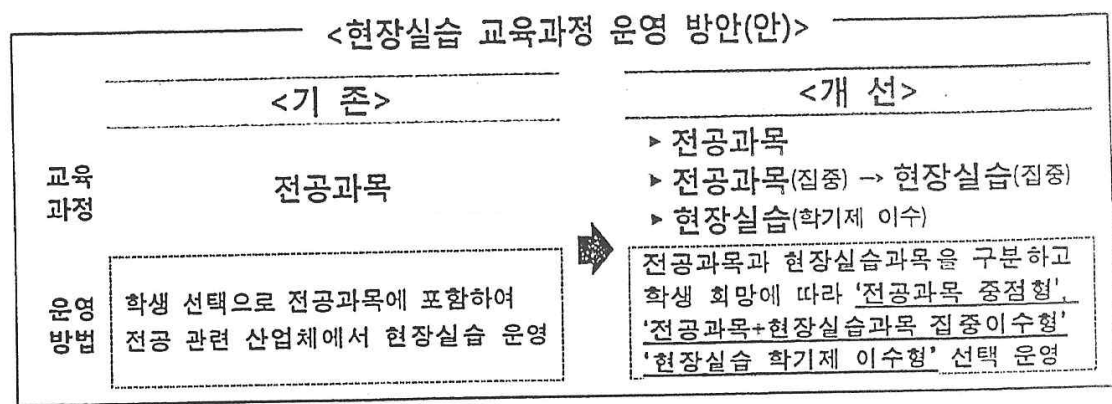 <현장실습 교육과정 운영 방안(안)>
<기 존>
<개 선>
교육
과정
전공과목
▸ 전공과목
▸ 전공과목(집중) → 현장실습(집중)
▸ 현장실습(학기제 이수)
운영
방법
학생 선택으로 전공과목에 포함하여
전공 관련 산업체에서 현장실습 운영
전공과목과 현장실습과목을 구분하고
학생 희망에 따라 '전공과목 중점형',
'전공과목+현장실습과목 집중이수형'
'현장실습 학기제 이수형' 선택 운영